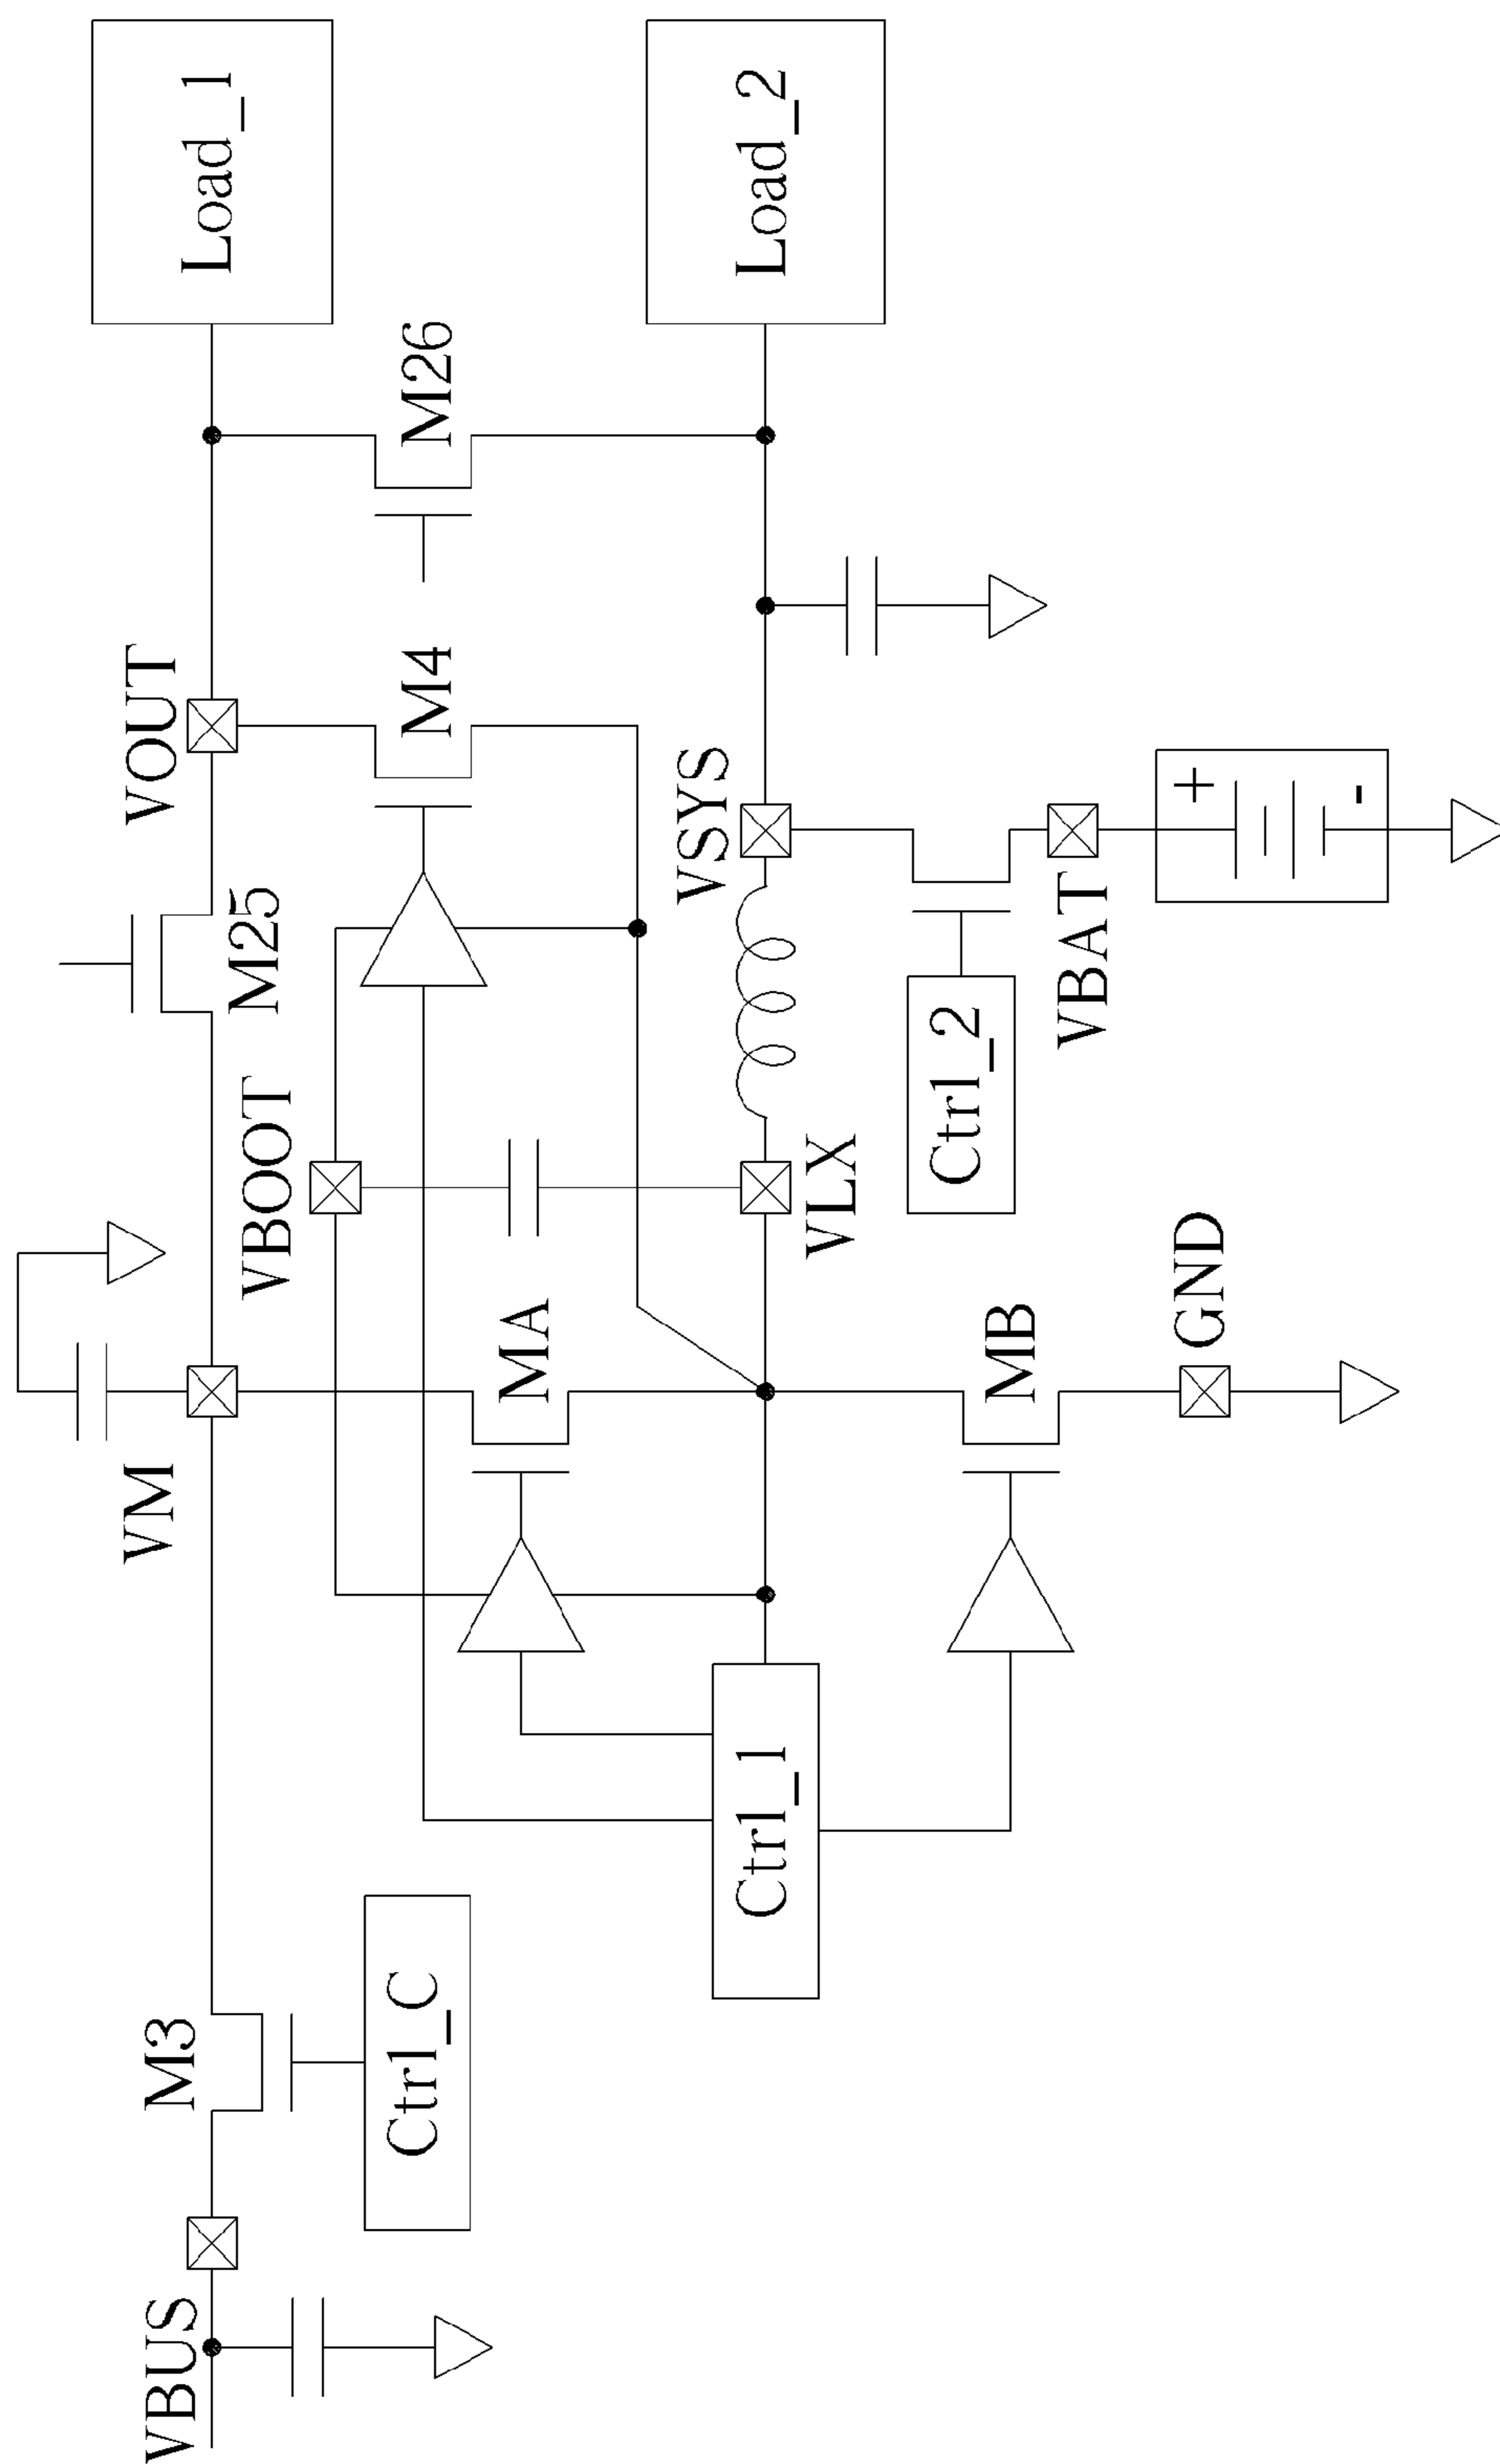 VBUS
M3
Ctrl_C
VM
M25
VOUT
Load_1
VBOOT
M4
M26
MA
Ctrl_1
VLX
VSYS
Load_2
MB
Ctrl_2
GND
VBAT
+
-